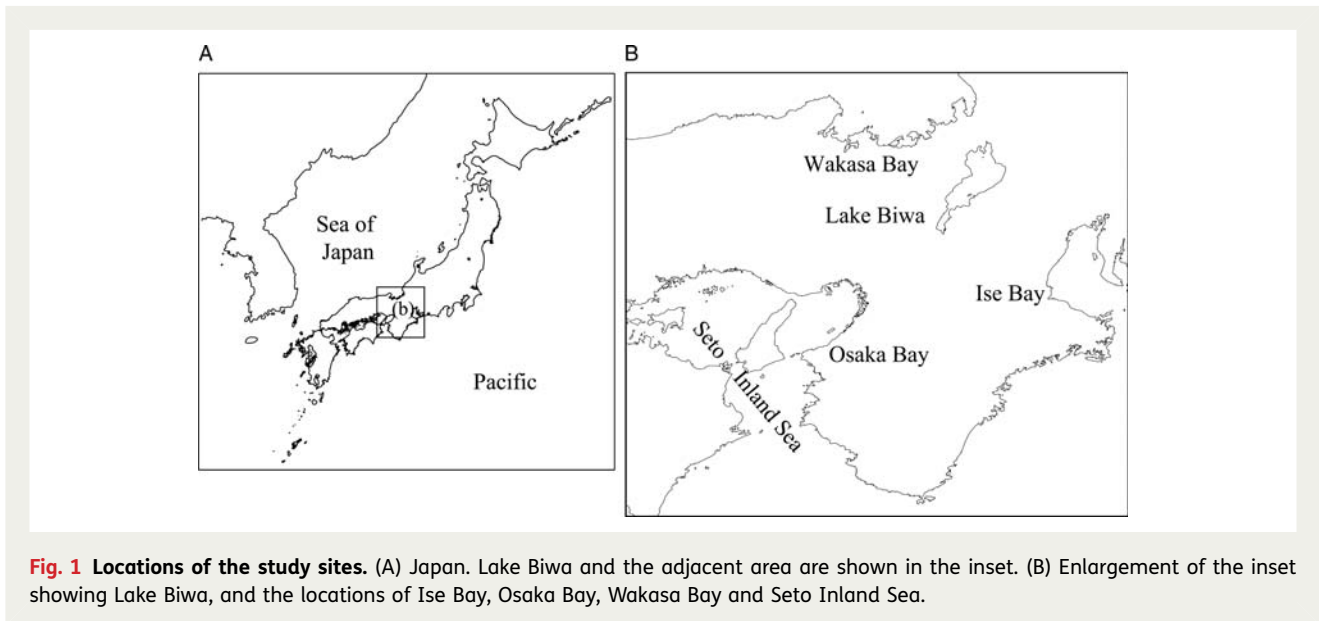 A
B
Sea of
Japan
(b)
Pacific
Wakasa Bay
Lake Biwa
Ise Bay
Osaka Bay
Seto
Inland Sea
Fig. 1 Locations of the study sites. (A) Japan. Lake Biwa and the adjacent area are shown in the inset. (B) Enlargement of the inset
showing Lake Biwa, and the locations of Ise Bay, Osaka Bay, Wakasa Bay and Seto Inland Sea.